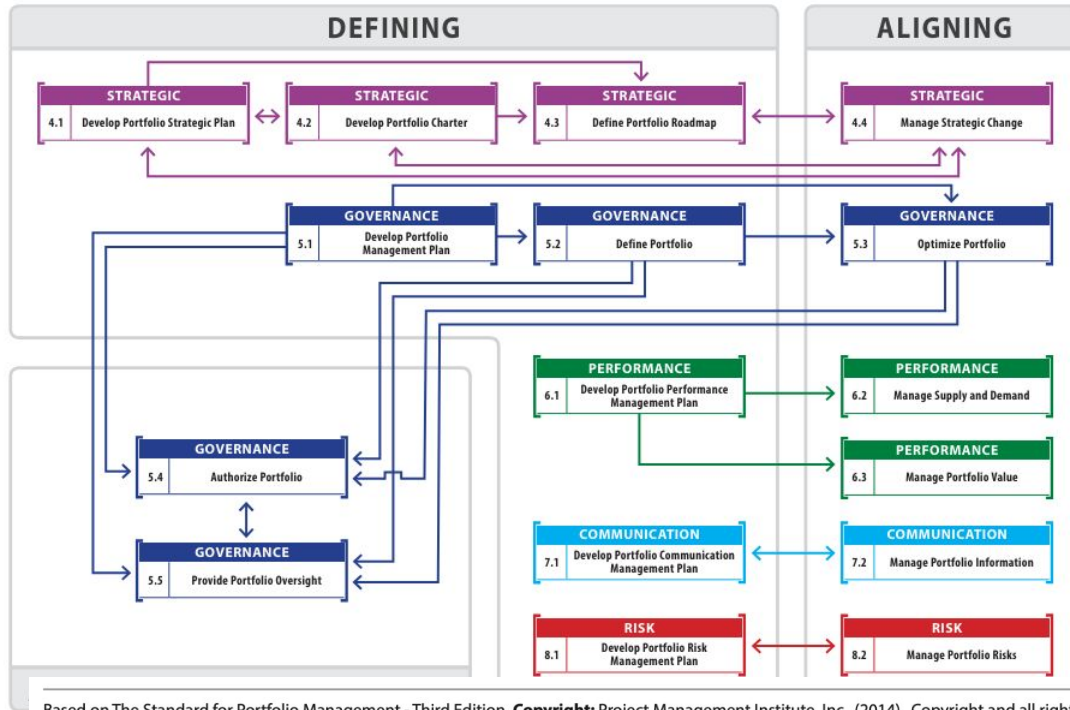 DEFINING
ALIGNING
STRATEGIC
4.1 Develop Portfolio Strategic Plan
STRATEGIC
4.2 Develop Portfolio Charter
STRATEGIC
4.3 Define Portfolio Roadmap
STRATEGIC
4.4 Manage Strategic Change
GOVERNANCE
5.1 Develop Portfolio
Management Plan
GOVERNANCE
5.2 Define Portfolio
GOVERNANCE
5.3 Optimize Portfolio
PERFORMANCE
6.1 Develop Portfolio Performance
Management Plan
PERFORMANCE
6.2 Manage Supply and Demand
GOVERNANCE
5.4 Authorize Portfolio
PERFORMANCE
6.3 Manage Portfolio Value
GOVERNANCE
5.5 Provide Portfolio Oversight
COMMUNICATION
7.1 Develop Portfolio Communication
Management Plan
COMMUNICATION
7.2 Manage Portfolio Information
RISK
8.1 Develop Portfolio Risk
Management Plan
RISK
8.2 Manage Portfolio Risks
Based on The Standard for Portfolio Management - Third Edition. Copyright: Project Management Institute, Inc., (2014). Copyright and all right